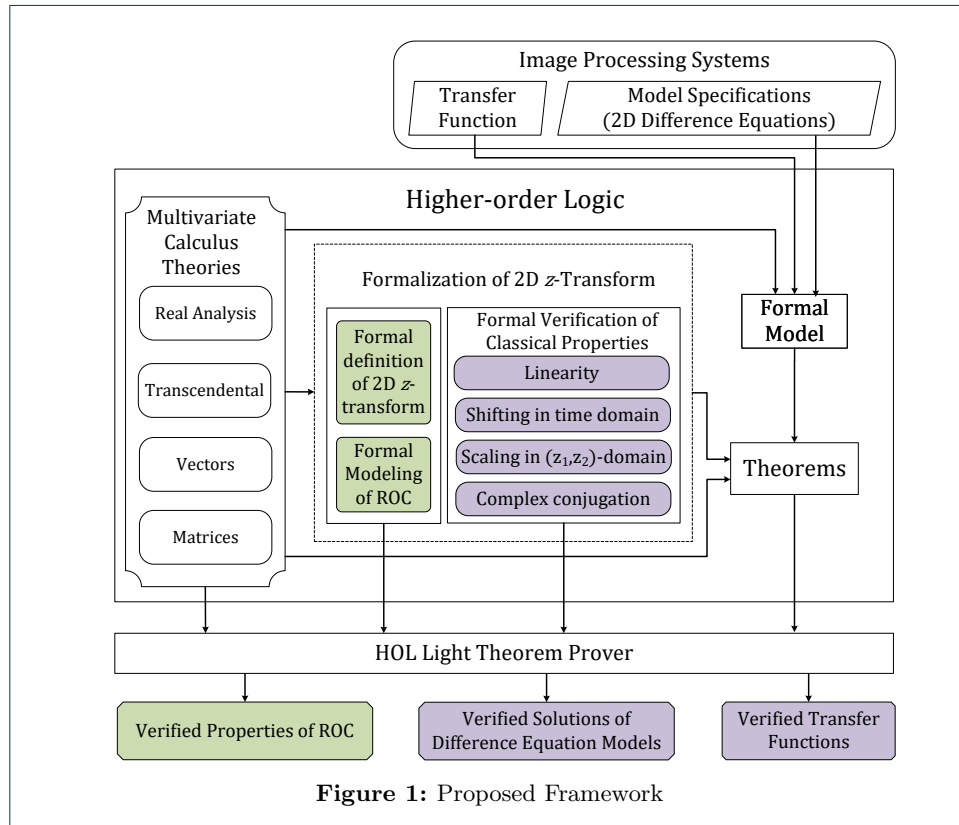 Image Processing Systems
Transfer
Function
Model Specifications
(2D Difference Equations)
Higher-order Logic
Multivariate
Calculus
Theories
Real Analysis
Transcendental
Vectors
Matrices
Formalization of 2D z-Transform
Formal
definition
of 2D z-
transform
Formal
Modeling
of ROC
Formal Verification of
Classical Properties
Linearity
Shifting in time domain
Scaling in (z₁,z₂)-domain
Complex conjugation
Formal
Model
Theorems
HOL Light Theorem Prover
Verified Properties of ROC
Verified Solutions of
Difference Equation Models
Verified Transfer
Functions
Figure 1: Proposed Framework